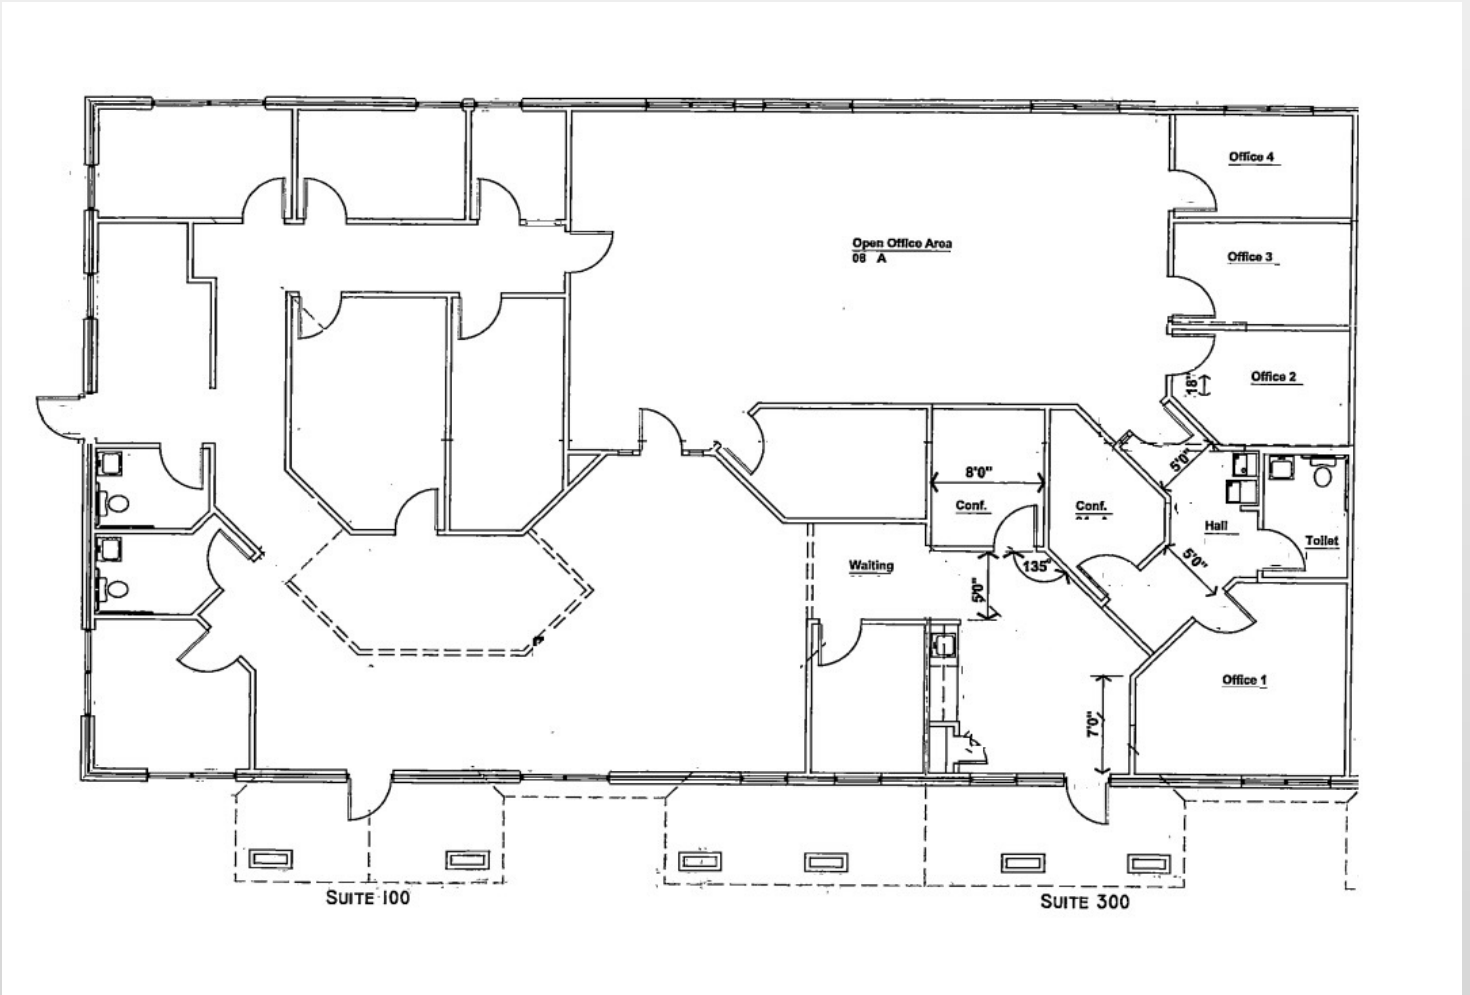 Office 4
Open Office Area
08 A
Office 3
18"
Office 2
5'0"
8'0"
Conf.
Conf.
Hall
Toilet
Waiting
135°
5'0"
5'0"
Office 1
7'0"
SUITE 100
SUITE 300